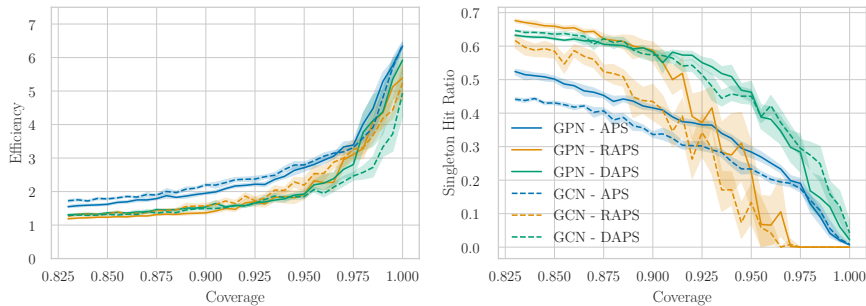 7
6
5
4
3
2
1
0
Efficiency
0.825 0.850 0.875 0.900 0.925 0.950 0.975 1.000
Coverage
0.7
0.6
0.5
0.4
0.3
0.2
0.1
0.0
Singleton Hit Ratio
GPN - APS
GPN - RAPS
GPN - DAPS
GCN - APS
GCN - RAPS
GCN - DAPS
0.825 0.850 0.875 0.900 0.925 0.950 0.975 1.000
Coverage